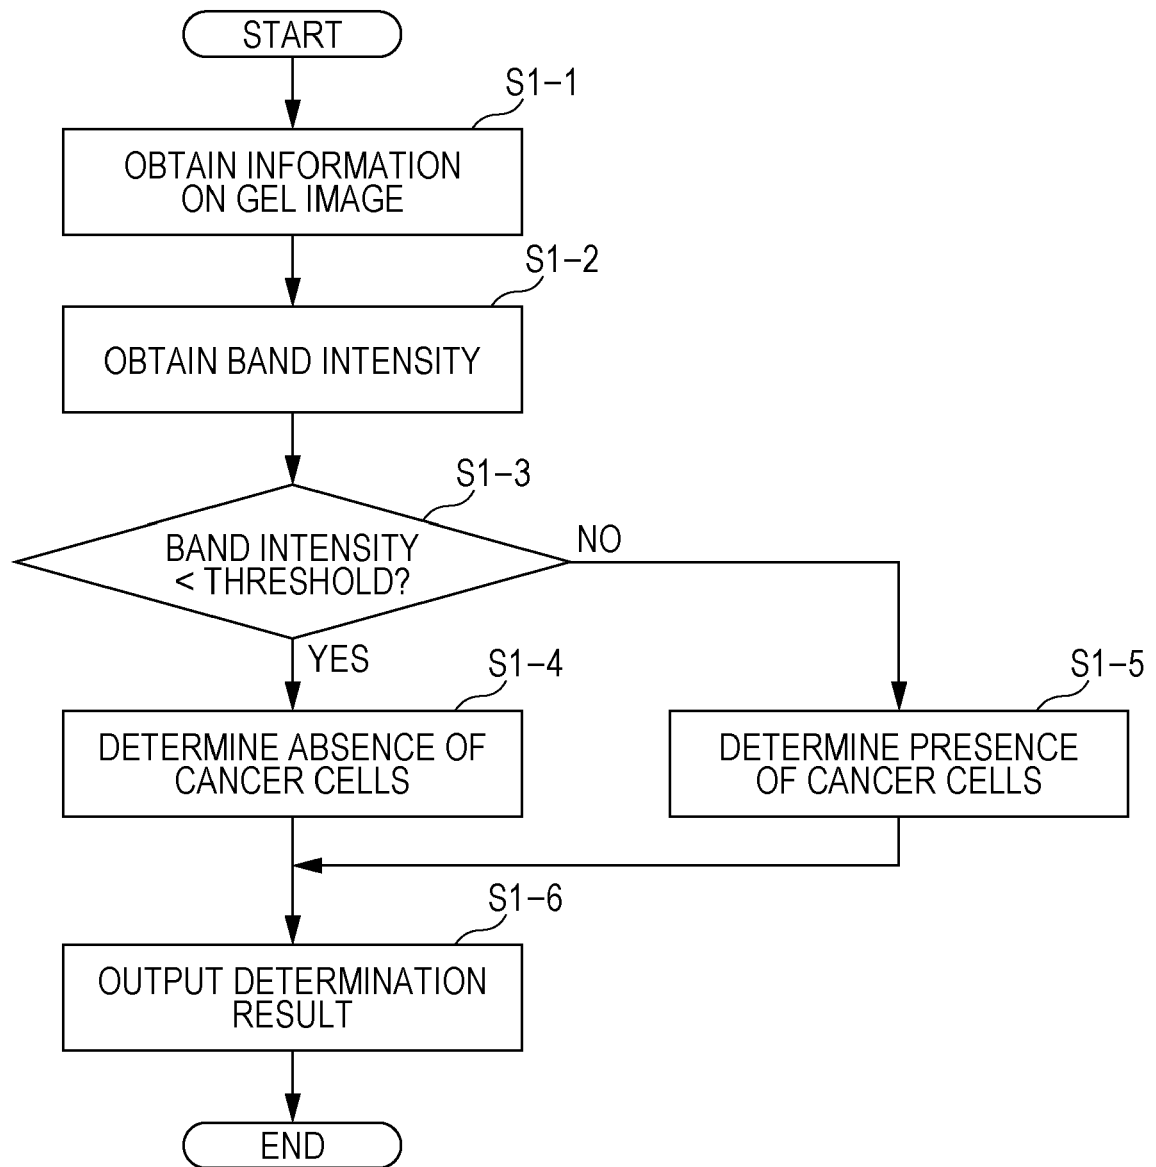 START
S1-1
OBTAIN INFORMATION
ON GEL IMAGE
S1-2
OBTAIN BAND INTENSITY
S1-3
BAND INTENSITY
< THRESHOLD?
NO
YES
S1-4
DETERMINE ABSENCE OF
CANCER CELLS
S1-5
DETERMINE PRESENCE
OF CANCER CELLS
S1-6
OUTPUT DETERMINATION
RESULT
END